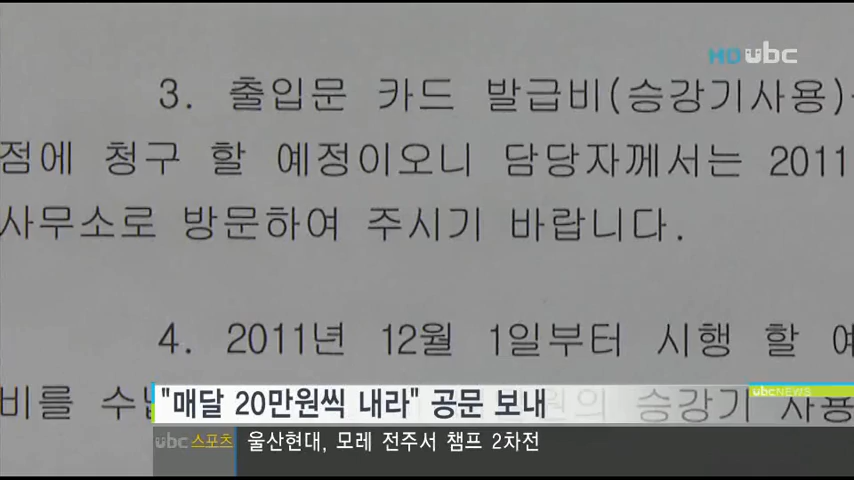 HD ubc
3. 출입문 카드 발급비(승강기사용)
점에 청구 할 예정이오니 담당자께서는 2011
사무소로 방문하여 주시기 바랍니다.
4. 2011년 12월 1일부터 시행 할 예
비를 승강기 사용
"매달 20만원씩 내라" 공문 보내
ubc NEWS
ubc 스포츠 울산현대, 모레 전주서 챔프 2차전